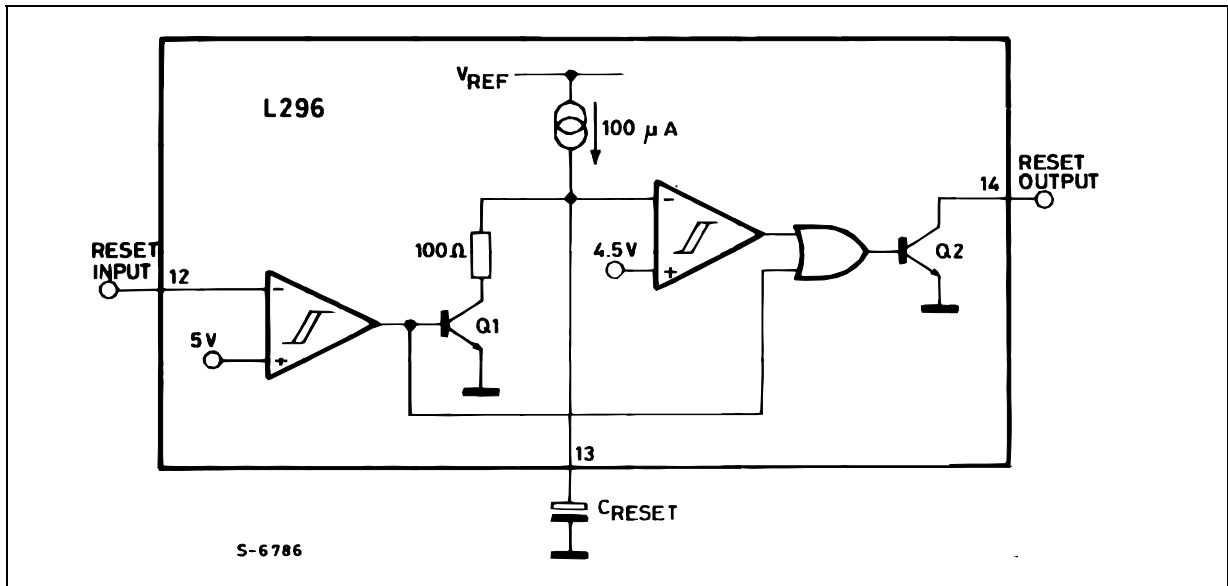 L296
VREF
100 µA
RESET
OUTPUT
14
RESET
INPUT
12
100Ω
4.5V
-
+
Q2
-
+
5V
Q1
13
CRESET
S-6786